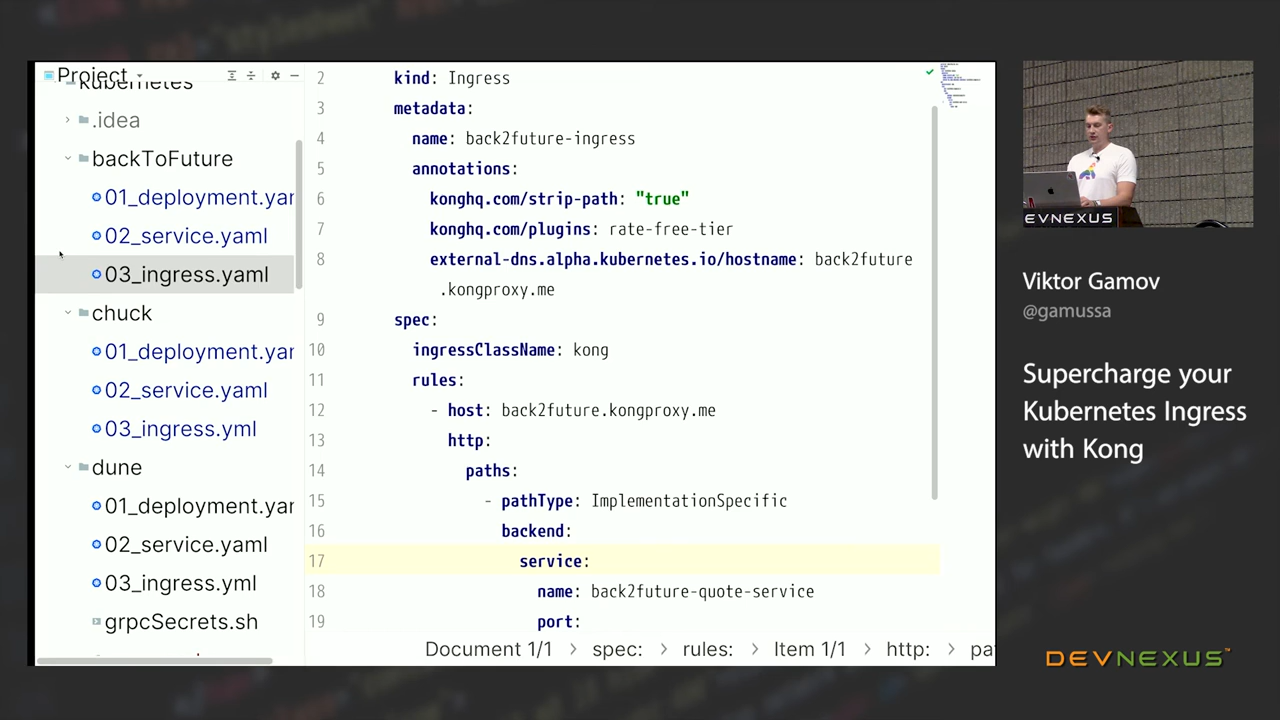 Project
Kubernetes
.idea
backToFuture
01_deployment.yar
02_service.yaml
03_ingress.yaml
chuck
01_deployment.yar
02_service.yaml
03_ingress.yml
dune
01_deployment.yar
02_service.yaml
03_ingress.yml
grpcSecrets.sh
2 kind: Ingress
3 metadata:
4 name: back2future-ingress
5 annotations:
6 konghq.com/strip-path: "true"
7 konghq.com/plugins: rate-free-tier
8 external-dns.alpha.kubernetes.io/hostname: back2future
.kongproxy.me
9 spec:
10 ingressClassName: kong
11 rules:
12 - host: back2future.kongproxy.me
13 http:
14 paths:
15 - pathType: ImplementationSpecific
16 backend:
17 service:
18 name: back2future-quote-service
19 port:
Document 1/1 > spec: > rules: > Item 1/1 > http: > pa
EVNEXUS
Viktor Gamov
@gamussa
Supercharge your
Kubernetes Ingress
with Kong
DEVNEXUS™